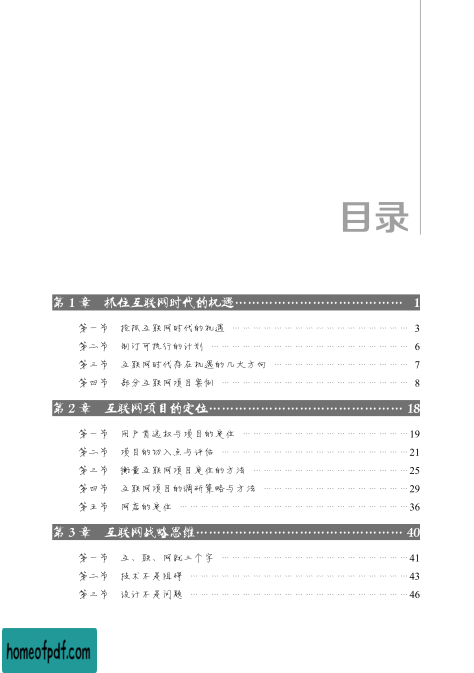 目录
第 1 章 抓住互联网时代的机遇…………………………………… 1
第一节 挖抓互联网时代的机遇 …………………………………… 3
第二节 制订可执行的计划 …………………………………… 6
第三节 互联网时代存在机遇的几大方向 …………………………………… 7
第四节 部分互联网项目案例 …………………………………… 8
第 2 章 互联网项目的定位…………………………………… 18
第一节 用户首选权与项目的定位 …………………………………… 19
第二节 项目的切入点与评估 …………………………………… 21
第三节 衡量互联网项目定位的方法 …………………………………… 25
第四节 互联网项目的调研策略与方法 …………………………………… 29
第五节 网店的定位 …………………………………… 36
第 3 章 互联网战略思维…………………………………… 40
第一节 互、联、网就三个字 …………………………………… 41
第二节 技术不是阻碍 …………………………………… 43
第三节 设计不是问题 …………………………………… 46
homeofpdf.com